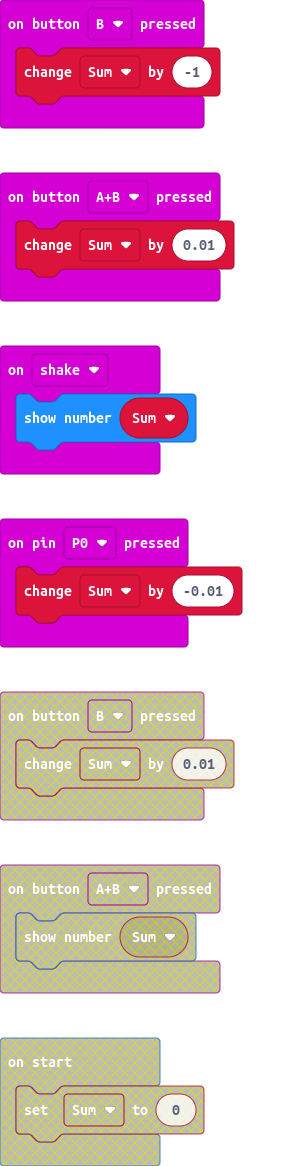 on button B pressed
change Sum by -1
on button A+B pressed
change Sum by 0.01
on shake
show number Sum
on pin P0 pressed
change Sum by -0.01
on button B pressed
change Sum by 0.01
on button A+B pressed
show number Sum
on start
set Sum to 0